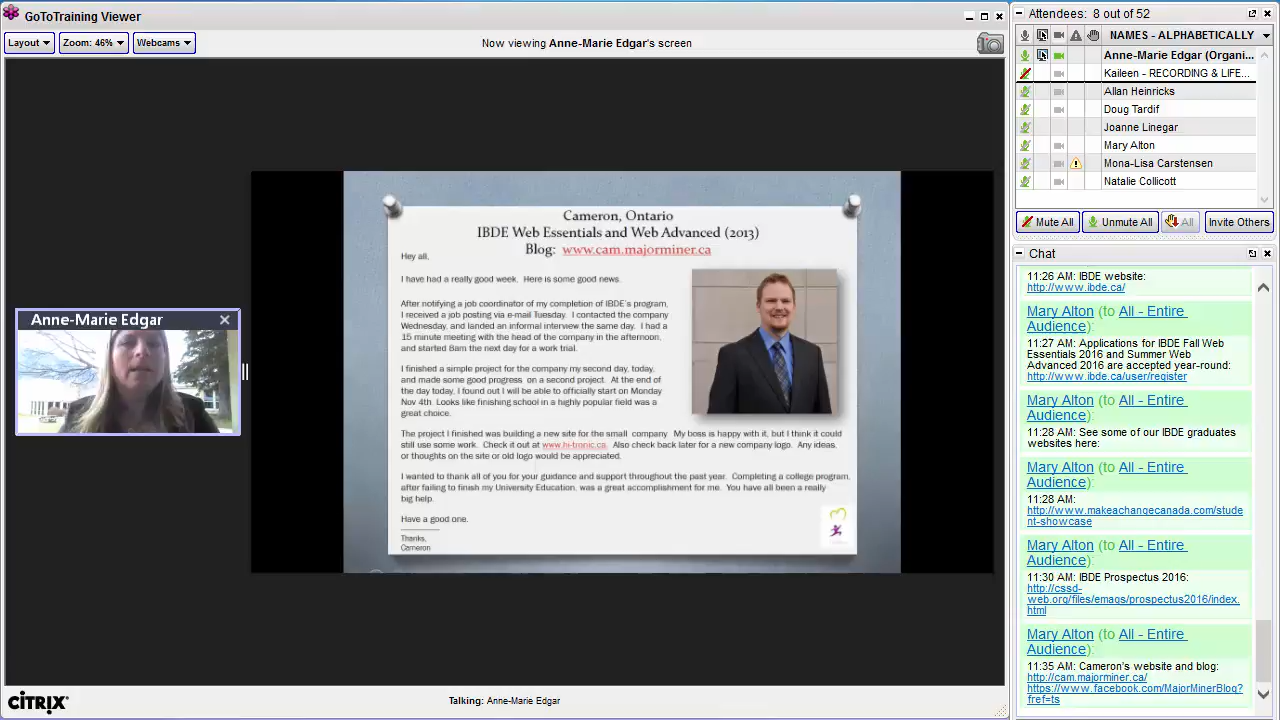 GoToTraining Viewer
Layout
Zoom: 46%
Webcams
Now viewing Anne-Marie Edgar's screen
Anne-Marie Edgar
Cameron, Ontario
IBDE Web Essentials and Web Advanced (2013)
Blog: www.cam.majorminer.ca
Hey all,
I have had a really good week. Here is some good news.
After notifying a job coordinator of my completion of IBDE's program,
I received a job posting via e-mail Tuesday. I contacted the company
Wednesday, and landed an informal interview the same day. I had a
15 minute meeting with the head of the company in the afternoon,
and started 8am the next day for a work trial.
I finished a simple project for the company my second day, today,
and made some good progress on a second project. At the end of
the day today, I found out I will be able to officially start on Monday
Nov 4th. Looks like finishing school in a highly popular field was a
great choice.
The project I finished was building a new site for the small company. My boss is happy with it, but I think it could
still use some work. Check it out at www.hi-tronic.ca. Also check back later for a new company logo. Any ideas,
or thoughts on the site or old logo would be appreciated.
I wanted to thank all of you for your guidance and support throughout the past year. Completing a college program,
after failing to finish my University Education, was a great accomplishment for me. You have all been a really
big help.
Have a good one.
Thanks,
Cameron
CITRIX
Talking: Anne-Marie Edgar
Attendees: 8 out of 52
NAMES - ALPHABETICALLY
Anne-Marie Edgar (Organi...
Kaileen - RECORDING & LIFE...
Allan Heinricks
Doug Tardif
Joanne Linegar
Mary Alton
Mona-Lisa Carstensen
Natalie Collicott
Mute All
Unmute All
All
Invite Others
Chat
11:26 AM: IBDE website:
http://www.ibde.ca/
Mary Alton (to All - Entire
Audience):
11:27 AM: Applications for IBDE Fall Web
Essentials 2016 and Summer Web
Advanced 2016 are accepted year-round:
http://www.ibde.ca/user/register
Mary Alton (to All - Entire
Audience):
11:28 AM: See some of our IBDE graduates
websites here:
Mary Alton (to All - Entire
Audience):
11:28 AM:
http://www.makeachangecanada.com/stude
nt-showcase
Mary Alton (to All - Entire
Audience):
11:30 AM: IBDE Prospectus 2016:
http://cssd-
web.org/files/emags/prospectus2016/index.
html
Mary Alton (to All - Entire
Audience):
11:35 AM: Cameron's website and blog:
http://cam.majorminer.ca/
https://www.facebook.com/MajorMinerBlog?
fref=ts